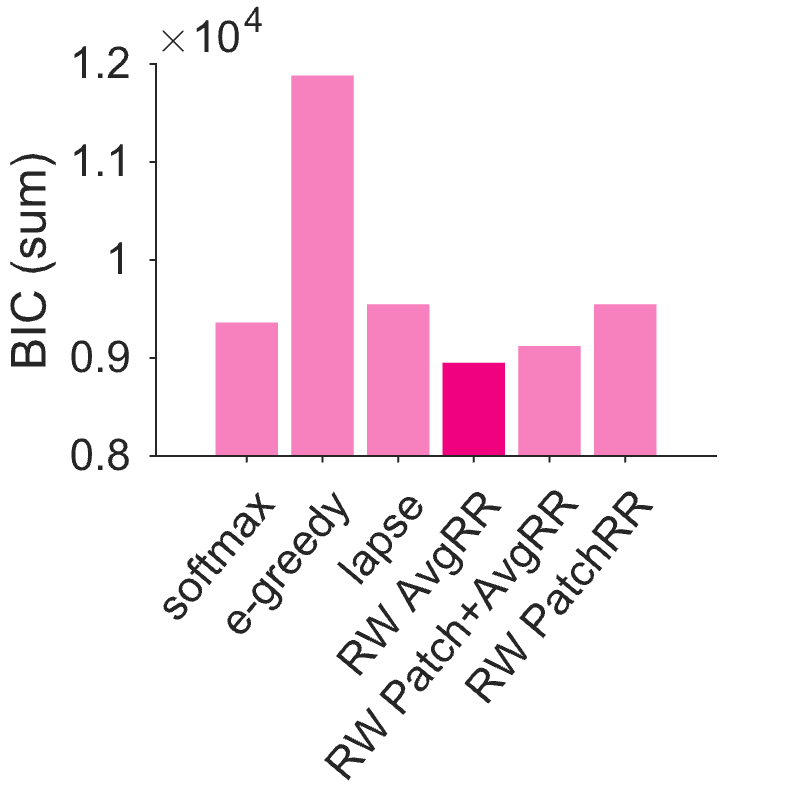 ×10⁴
1.2
1.1
1
0.9
0.8
BIC (sum)
softmax
e-greedy
lapse
RW AvgRR
RW Patch+AvgRR
RW PatchRR